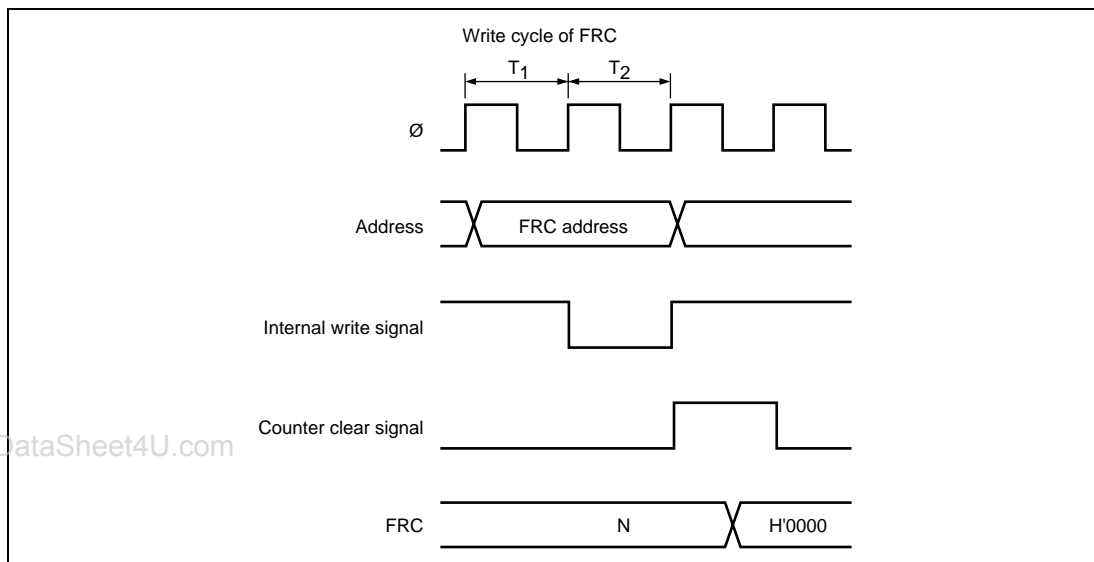 Write cycle of FRC
T1 T2
Ø
Address FRC address
Internal write signal
Counter clear signal
DataSheet4U.com
FRC N H'0000